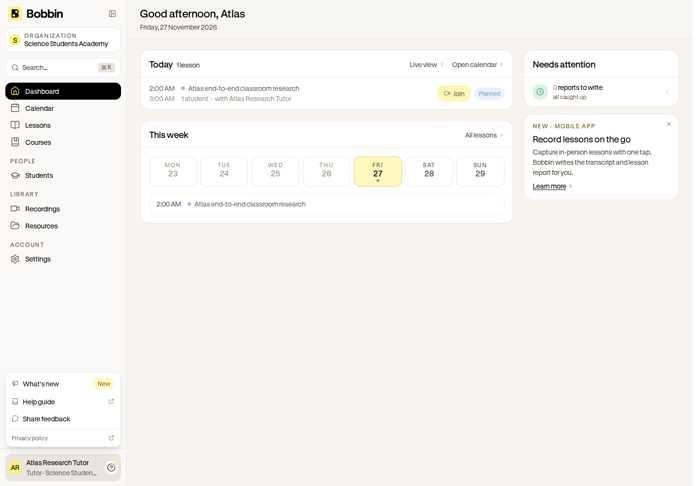 Bobbin
S
ORGANIZATION
Science Students Academy
Search...
⌘ K
Dashboard
Calendar
Lessons
Courses
PEOPLE
Students
LIBRARY
Recordings
Resources
ACCOUNT
Settings
What's new
New
Help guide
Share feedback
Privacy policy
AR
Atlas Research Tutor
Tutor · Science Studen...
Good afternoon, Atlas
Friday, 27 November 2026
Today 1 lesson
Live view
Open calendar
2:00 AM Atlas end-to-end classroom research
3:00 AM 1 student · with Atlas Research Tutor
Join
Planned
This week
All lessons
MON
23
TUE
24
WED
25
THU
26
FRI
27
SAT
28
SUN
29
2:00 AM Atlas end-to-end classroom research
Needs attention
0 reports to write
all caught up
NEW · MOBILE APP
Record lessons on the go
Capture in-person lessons with one tap.
Bobbin writes the transcript and lesson
report for you.
Learn more